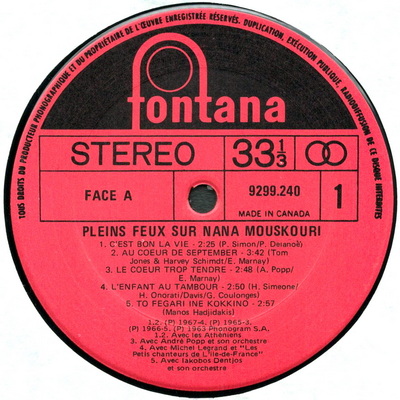 TOUS DROITS DU PRODUCTEUR PHONOGRAPHIQUE ET DU PROPRIÉTAIRE DE L'ŒUVRE ENREGISTRÉE RÉSERVÉS. DUPLICATION, EXÉCUTION PUBLIQUE, RADIODIFFUSION DE CE DISQUE INTERDITES
fontana
STEREO 33 1/3
FACE A 9299.240 1
MADE IN CANADA
PLEINS FEUX SUR NANA MOUSKOURI
1. C'EST BON LA VIE - 2:25 (P. Simon/P. Delanoë)
2. AU COEUR DE SEPTEMBER - 3:42 (Tom
Jones & Harvey Schimdt/E. Marnay)
3. LE COEUR TROP TENDRE - 2:48 (A. Popp/
E. Marnay)
4. L'ENFANT AU TAMBOUR - 2:50 (H. Simeone/
H. Onorati/Davis/G. Coulonges)
5. TO FEGARI INE KOKKINO - 2:57
(Manos Hadjidakis)
1.2. (P) 1967-4. (P) 1965-3.
(P) 1966-5. (P) 1963 Phonogram S.A.
1.2. Avec les Athéniens
3. Avec André Popp et son orchestre
4. Avec Michel Legrand et "Les
Petits chanteurs de L'Ile-de-France"
5. Avec Iakobos Dentjos
et son orchestre